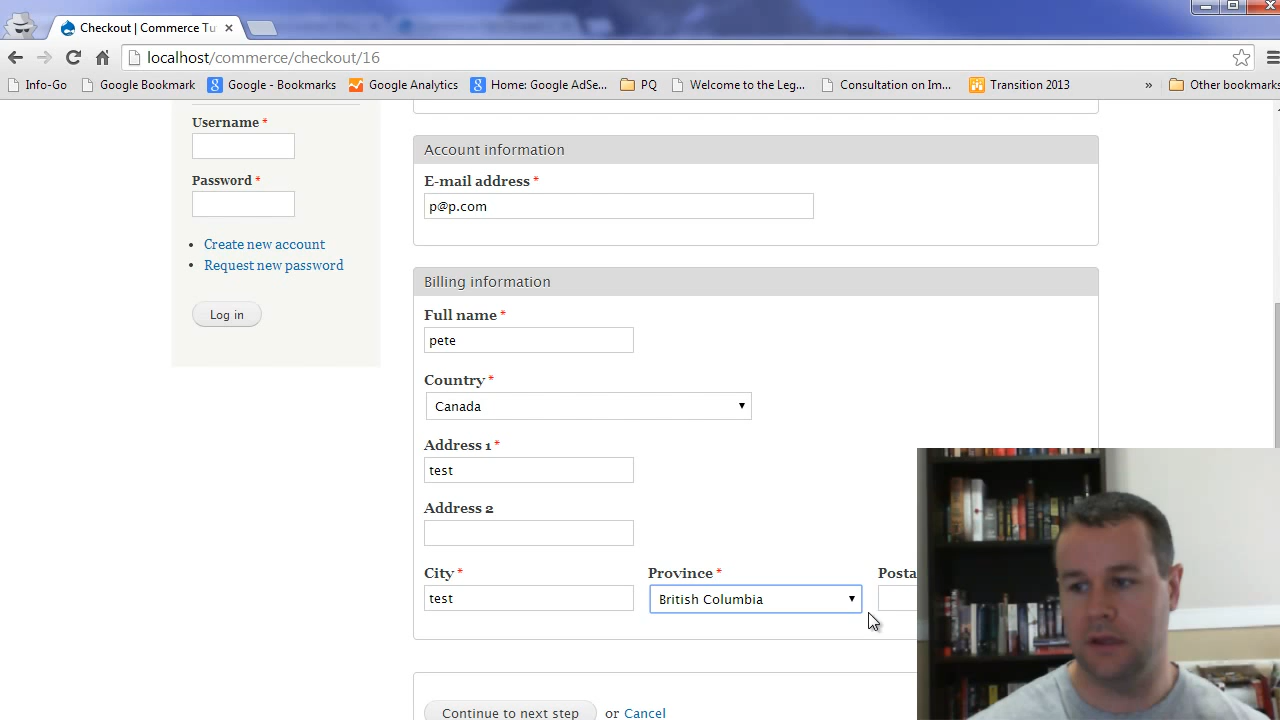 Checkout | Commerce Tu
localhost/commerce/checkout/16
Info-Go Google Bookmark Google Bookmarks Google Analytics Home: Google AdSe... PQ Welcome to the Leg... Consultation on Im... Transition 2013 » Other bookmarks
Username *
Password *
Create new account
Request new password
Log in
Account information
E-mail address *
p@p.com
Billing information
Full name *
pete
Country *
Canada
Address 1 *
test
Address 2
City * Province * Posta
test British Columbia
Continue to next step or Cancel